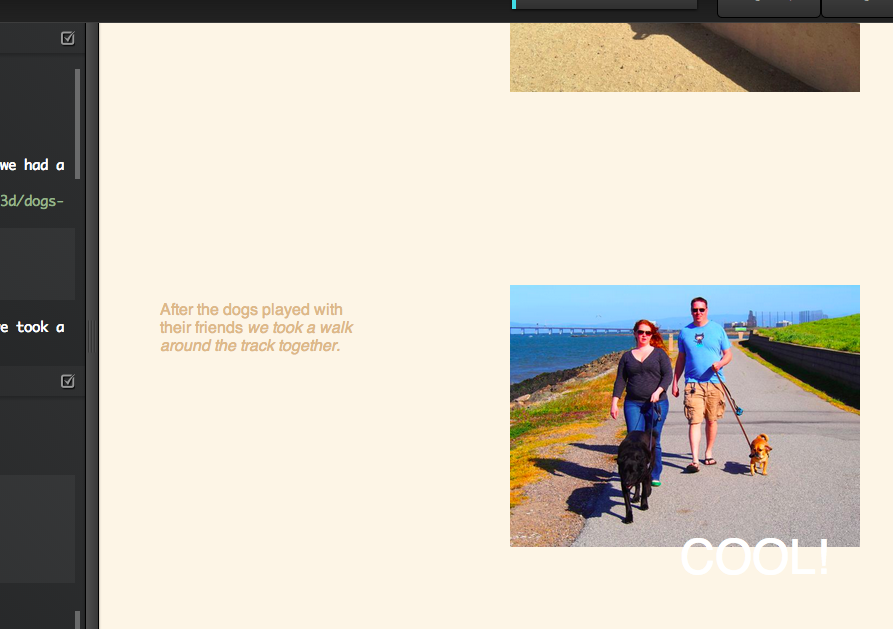 we had a
3d/dogs-
e took a
After the dogs played with
their friends we took a walk
around the track together.
COOL!